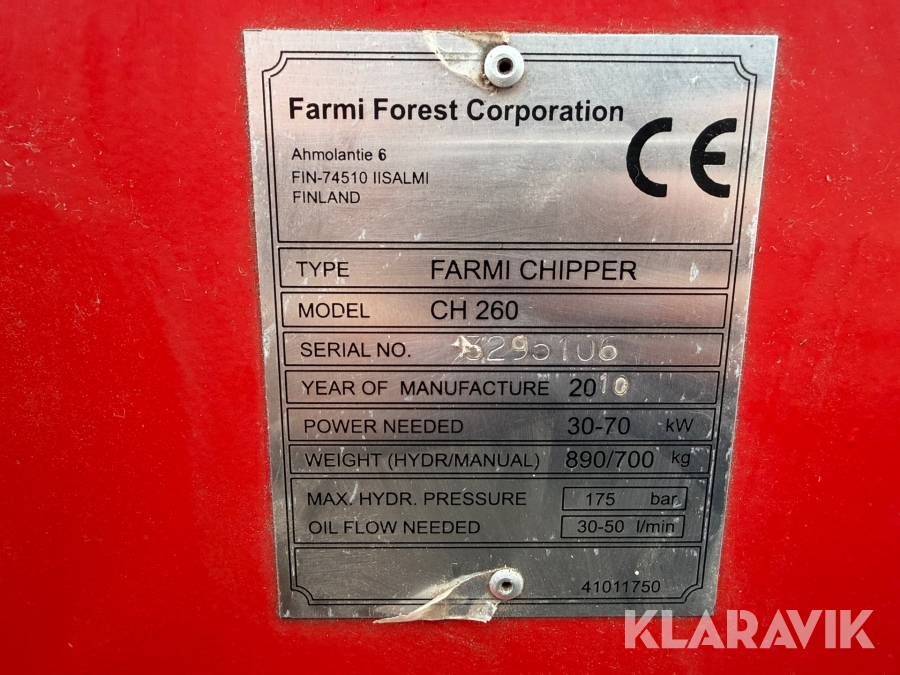 Farmi Forest Corporation
Ahmolantie 6
FIN-74510 IISALMI
FINLAND
CE
TYPE FARMI CHIPPER
MODEL CH 260
SERIAL NO.
YEAR OF MANUFACTURE 2010
POWER NEEDED 30-70 kW
WEIGHT (HYDR/MANUAL) 890/700 kg
MAX. HYDR. PRESSURE 175 bar
OIL FLOW NEEDED 30-50 l/min
41011750
KLARAVIK